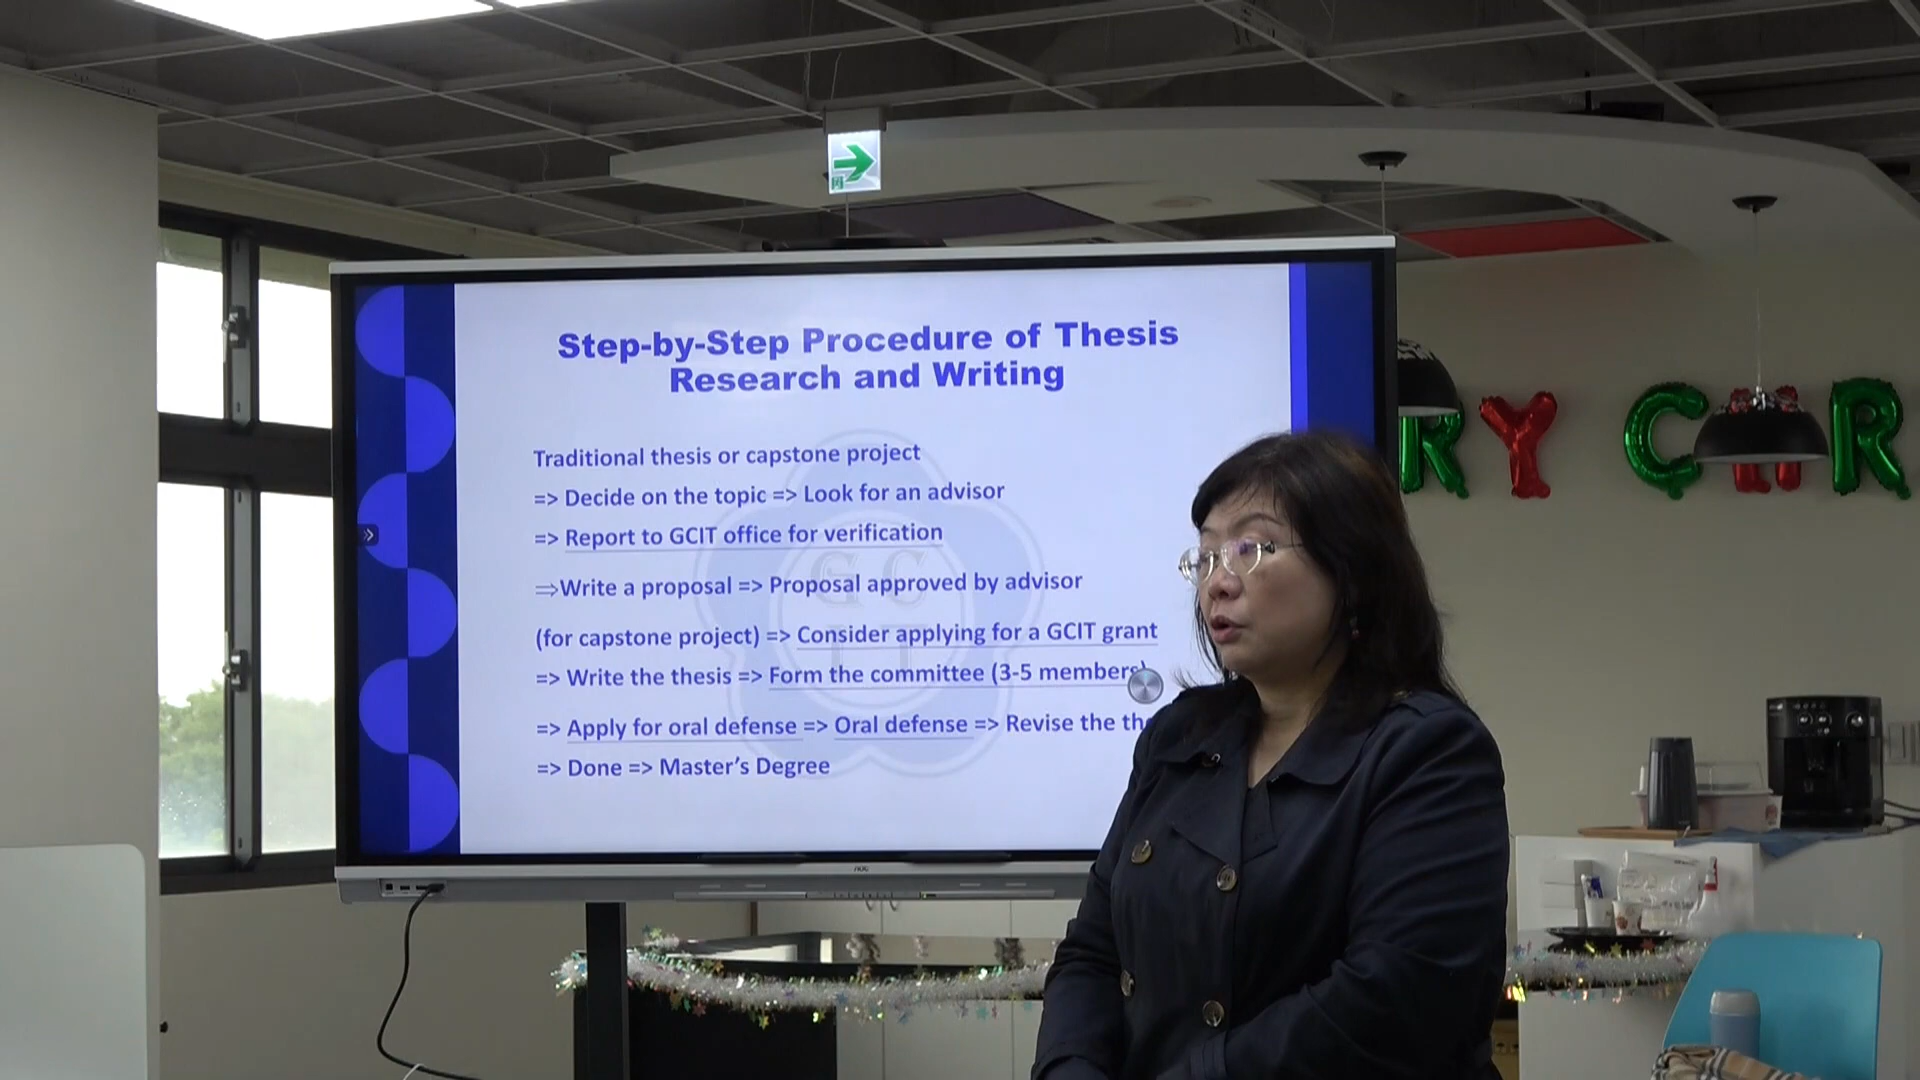 Step-by-Step Procedure of Thesis
Research and Writing
Traditional thesis or capstone project
=> Decide on the topic => Look for an advisor
=> Report to GCIT office for verification
⇒Write a proposal => Proposal approved by advisor
(for capstone project) => Consider applying for a GCIT grant
=> Write the thesis => Form the committee (3-5 members)
=> Apply for oral defense => Oral defense => Revise the
=> Done => Master's Degree
GC
IT
RY C R
AOC